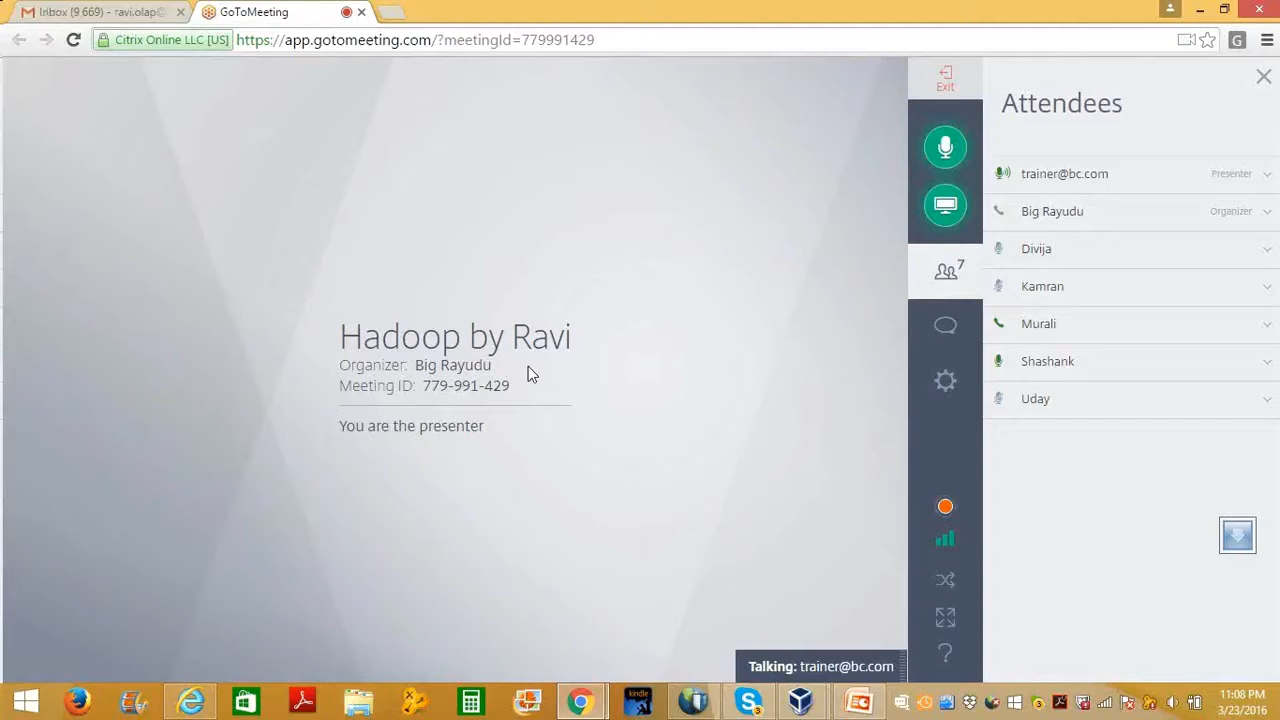 Inbox (9 669) - ravi.olap@
GoToMeeting
Citrix Online LLC [US]
https://app.gotomeeting.com/?meetingId=779991429
G
Exit
Attendees
trainer@bc.com Presenter
Big Rayudu Organizer
7
Divija
Kamran
Murali
Shashank
Uday
Hadoop by Ravi
Organizer: Big Rayudu
Meeting ID: 779-991-429
You are the presenter
?
Talking: trainer@bc.com
kindle
11:08 PM
3/23/2016